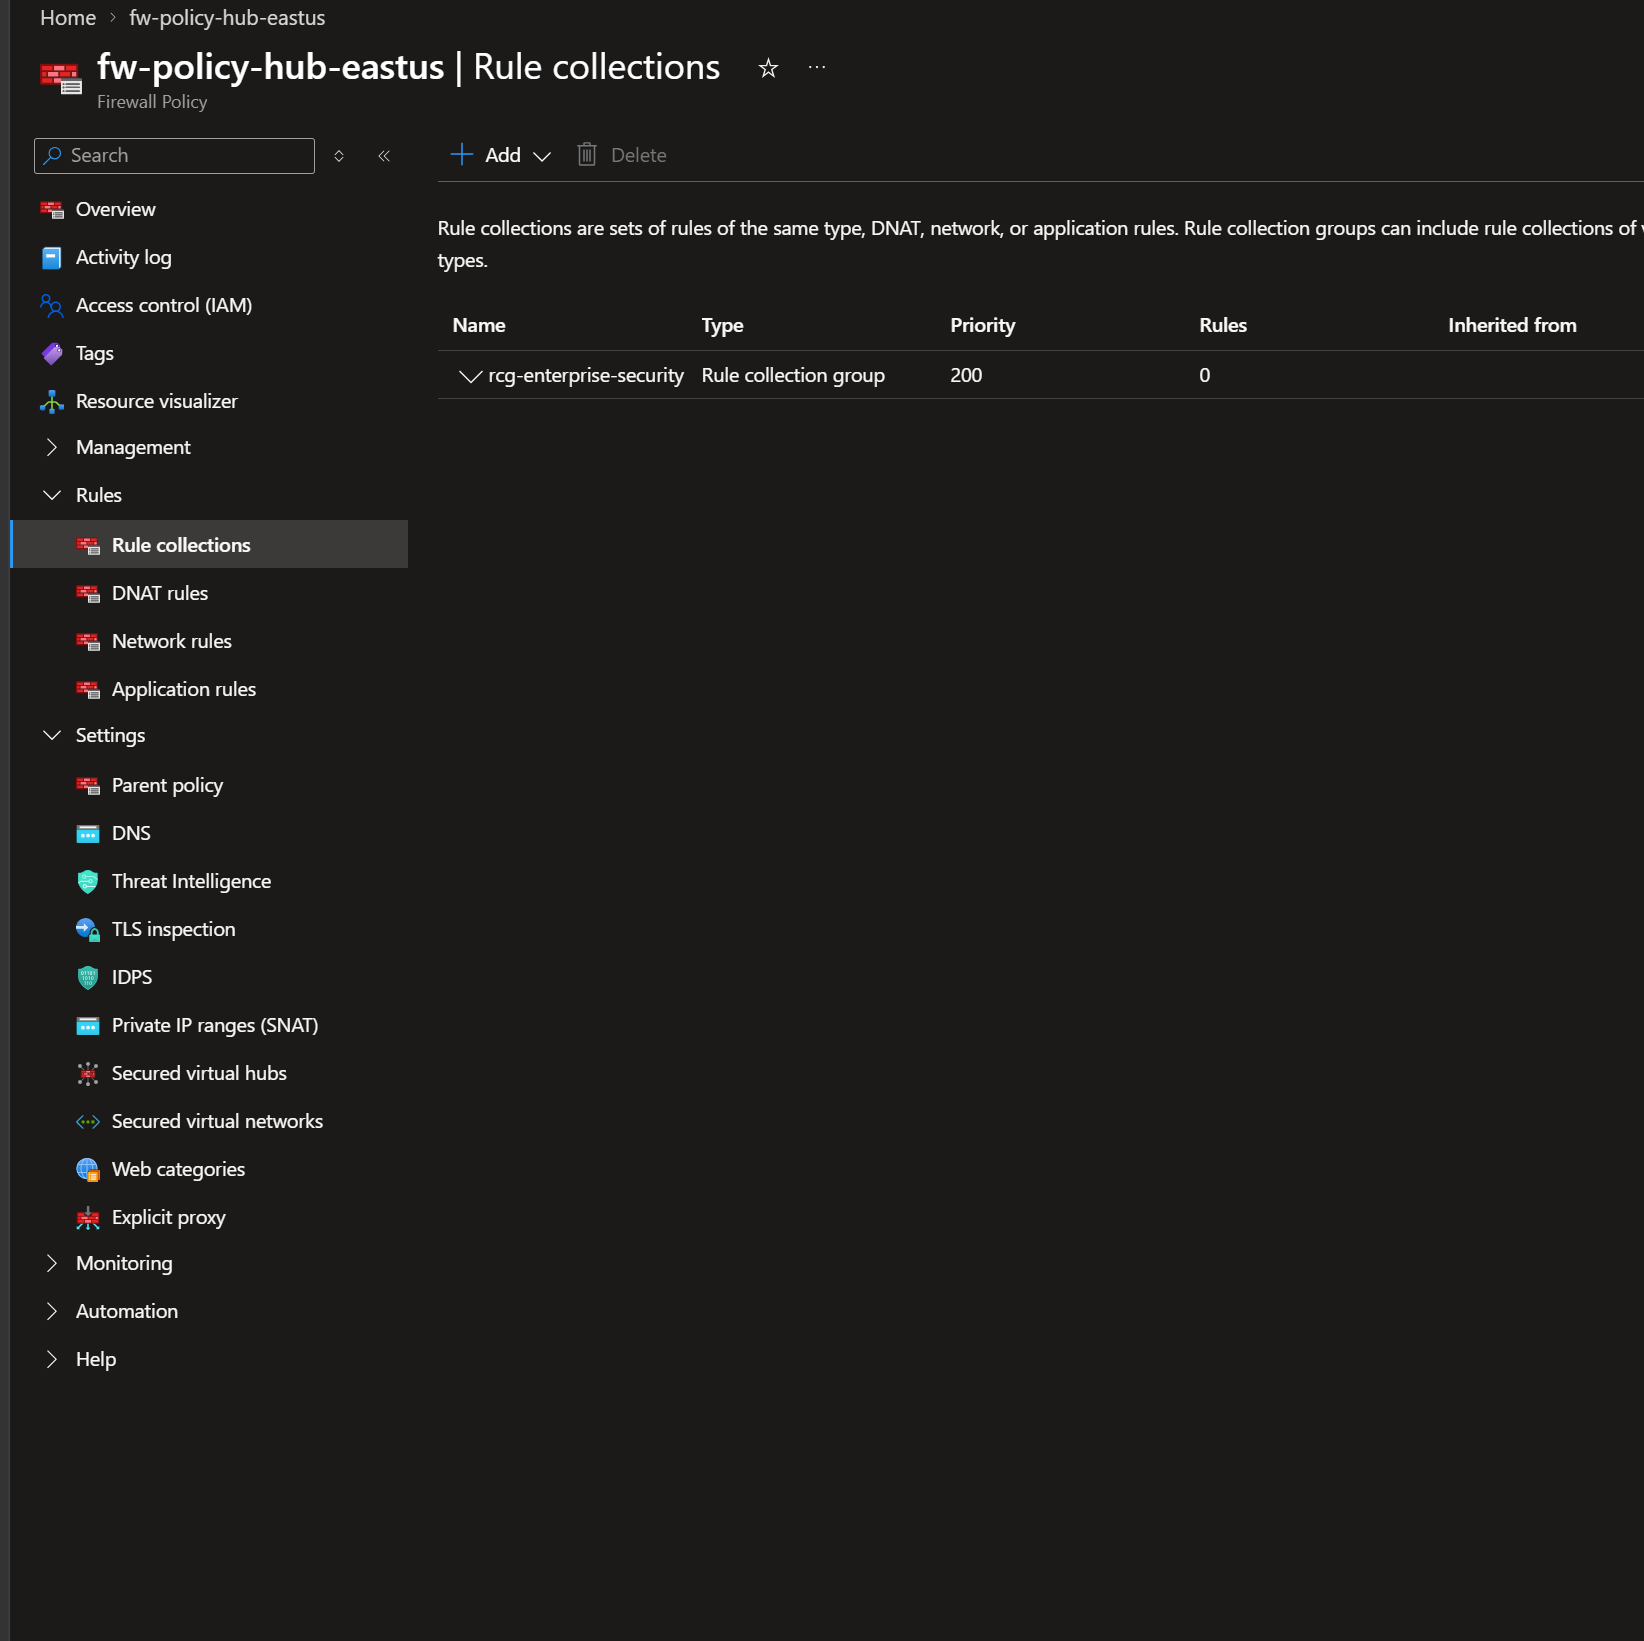 Home > fw-policy-hub-eastus
fw-policy-hub-eastus | Rule collections
Firewall Policy
Search
Add
Delete
Overview
Activity log
Access control (IAM)
Tags
Resource visualizer
Management
Rules
Rule collections
DNAT rules
Network rules
Application rules
Settings
Parent policy
DNS
Threat Intelligence
TLS inspection
IDPS
Private IP ranges (SNAT)
Secured virtual hubs
Secured virtual networks
Web categories
Explicit proxy
Monitoring
Automation
Help
Rule collections are sets of rules of the same type, DNAT, network, or application rules. Rule collection groups can include rule collections of
types.
Name Type Priority Rules Inherited from
rcg-enterprise-security Rule collection group 200 0